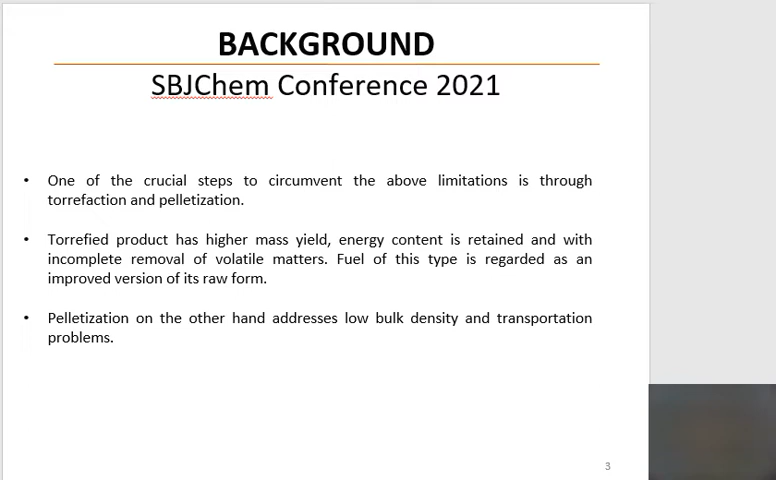 BACKGROUND
SBJChem Conference 2021
• One of the crucial steps to circumvent the above limitations is through
torrefaction and pelletization.
• Torrefied product has higher mass yield, energy content is retained and with
incomplete removal of volatile matters. Fuel of this type is regarded as an
improved version of its raw form.
• Pelletization on the other hand addresses low bulk density and transportation
problems.
3